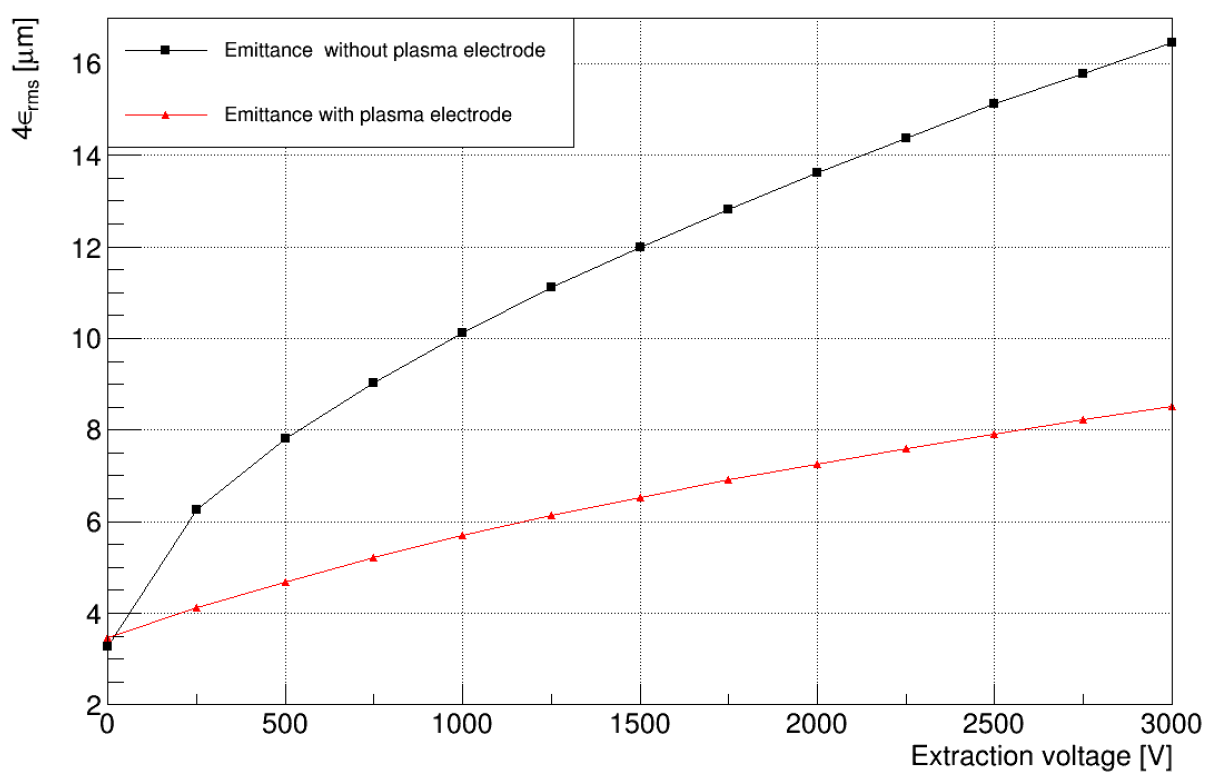 4ϵrms [μm]
Emittance  without plasma electrode
Emittance with plasma electrode
16
14
12
10
8
6
4
2
0 500 1000 1500 2000 2500 3000
Extraction voltage [V]